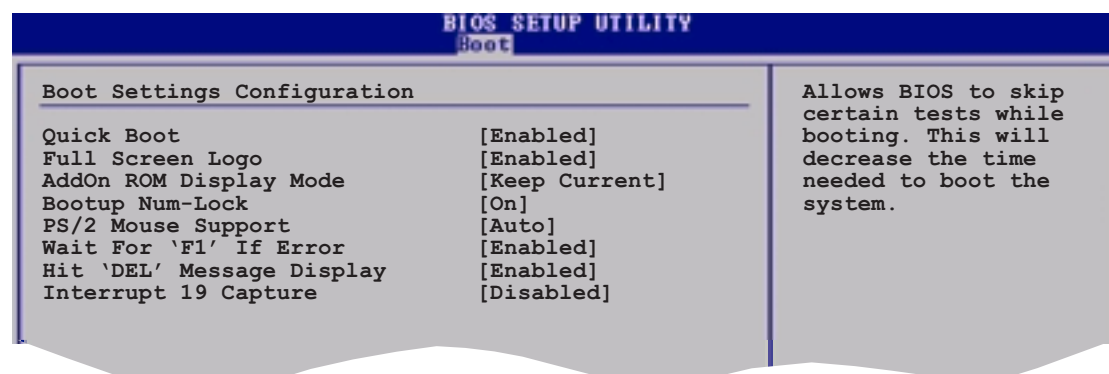 BIOS SETUP UTILITY
Boot
Boot Settings Configuration
Quick Boot [Enabled]
Full Screen Logo [Enabled]
AddOn ROM Display Mode [Keep Current]
Bootup Num-Lock [On]
PS/2 Mouse Support [Auto]
Wait For ‘F1’ If Error [Enabled]
Hit ‘DEL’ Message Display [Enabled]
Interrupt 19 Capture [Disabled]
Allows BIOS to skip
certain tests while
booting. This will
decrease the time
needed to boot the
system.